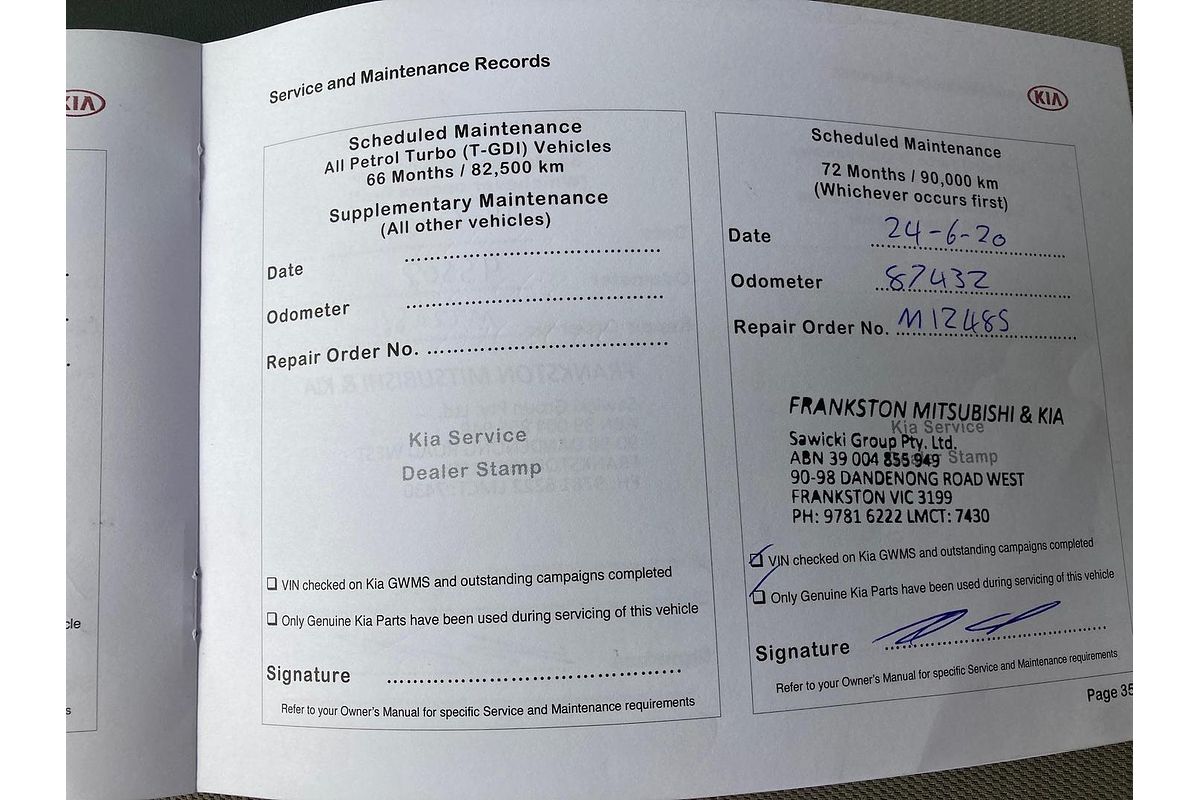 KIA
Service and Maintenance Records
KIA
Scheduled Maintenance
All Petrol Turbo (T-GDI) Vehicles
66 Months / 82,500 km
Supplementary Maintenance
(All other vehicles)
Date
Odometer
Repair Order No.
Kia Service
Dealer Stamp
❑ VIN checked on Kia GWMS and outstanding campaigns completed
❑ Only Genuine Kia Parts have been used during servicing of this vehicle
Signature
Refer to your Owner's Manual for specific Service and Maintenance requirements
Scheduled Maintenance
72 Months / 90,000 km
(Whichever occurs first)
Date 24-6-20
Odometer 87432
Repair Order No. M12485
FRANKSTON MITSUBISHI & KIA
Kia Service
Sawicki Group Pty. Ltd.
ABN 39 004 855 949 Stamp
90-98 DANDENONG ROAD WEST
FRANKSTON VIC 3199
PH: 9781 6222 LMCT: 7430
VIN checked on Kia GWMS and outstanding campaigns completed
Only Genuine Kia Parts have been used during servicing of this vehicle
Signature
Refer to your Owner's Manual for specific Service and Maintenance requirements
Page 35